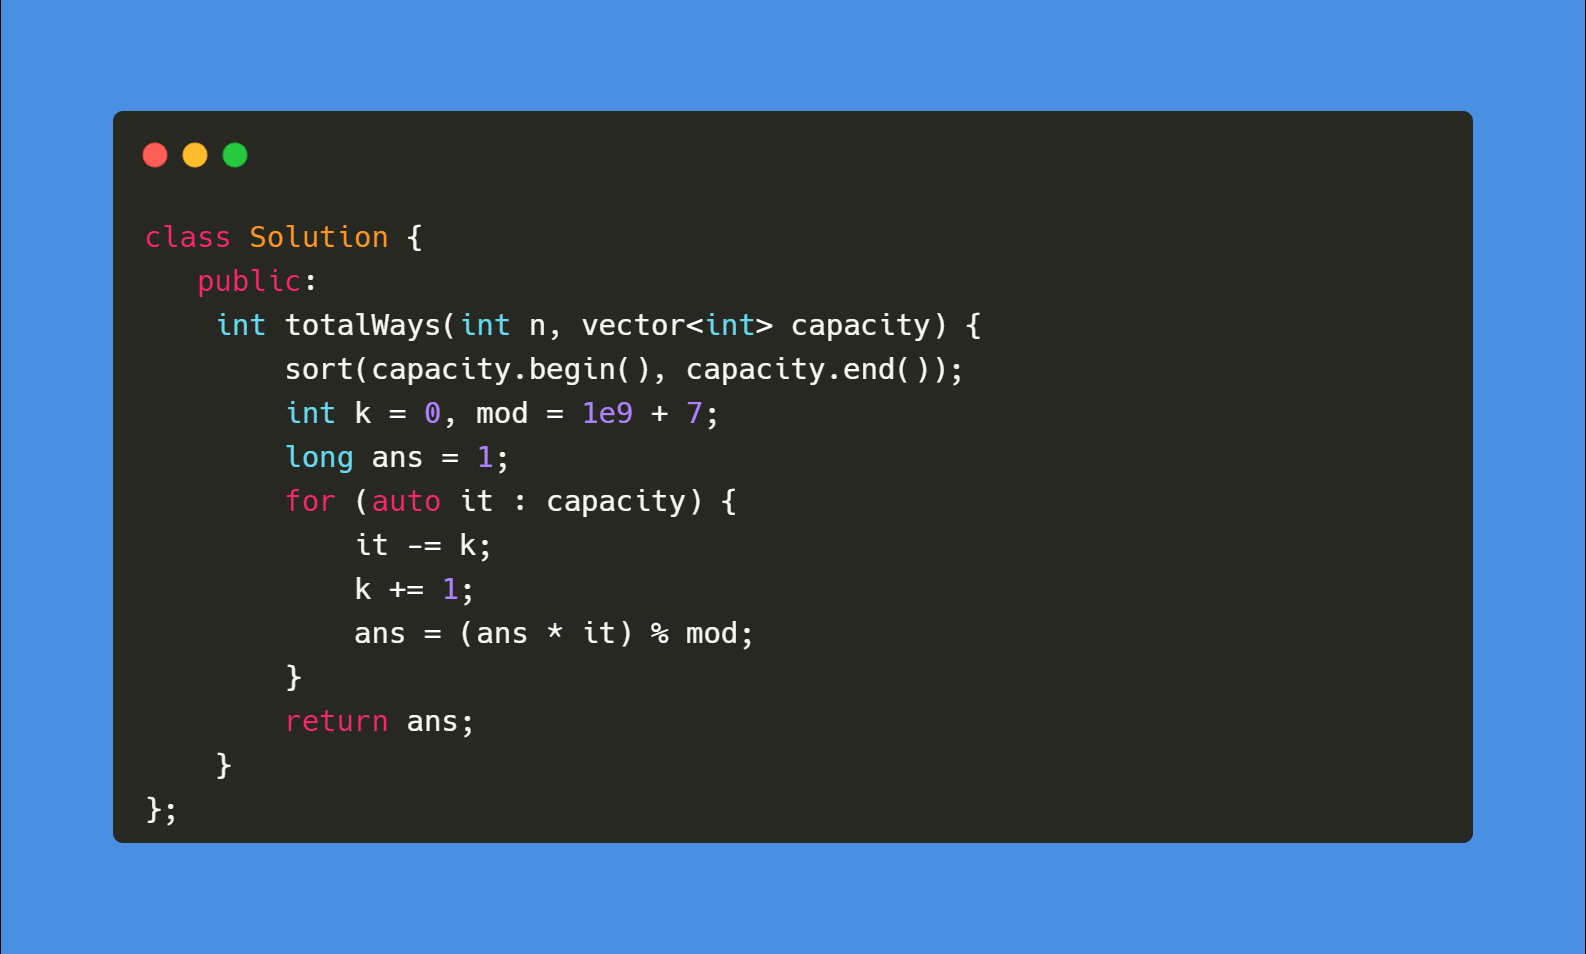 class Solution {
   public:
    int totalWays(int n, vector<int> capacity) {
        sort(capacity.begin(), capacity.end());
        int k = 0, mod = 1e9 + 7;
        long ans = 1;
        for (auto it : capacity) {
            it -= k;
            k += 1;
            ans = (ans * it) % mod;
        }
        return ans;
    }
};